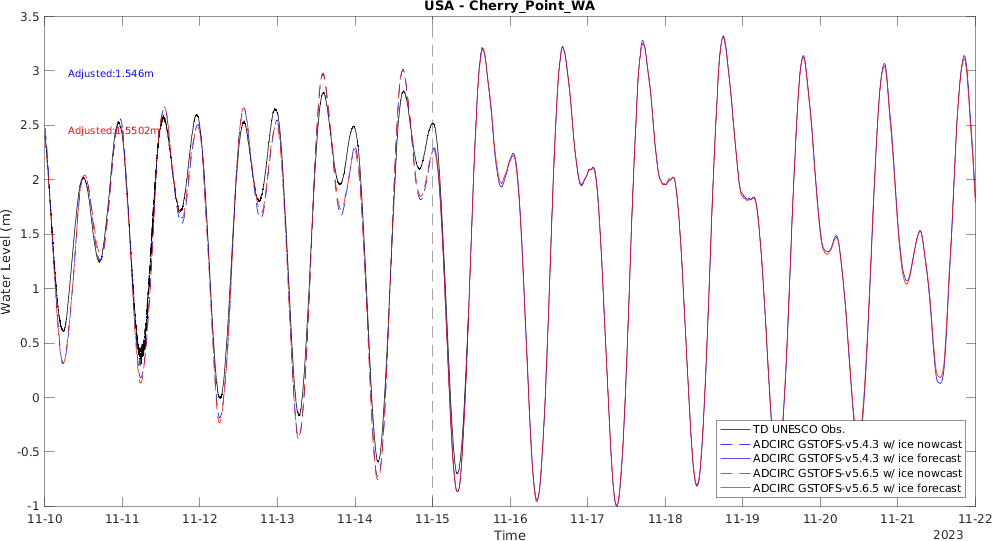 USA - Cherry_Point_WA
3.5
3
2.5
2
1.5
1
0.5
0
-0.5
-1
Water Level (m)
Adjusted:1.546m
Adjusted:1.5502m
TD UNESCO Obs.
ADCIRC GSTOFS-v5.4.3 w/ ice nowcast
ADCIRC GSTOFS-v5.4.3 w/ ice forecast
ADCIRC GSTOFS-v5.6.5 w/ ice nowcast
ADCIRC GSTOFS-v5.6.5 w/ ice forecast
11-10 11-11 11-12 11-13 11-14 11-15 11-16 11-17 11-18 11-19 11-20 11-21 11-22
Time
2023